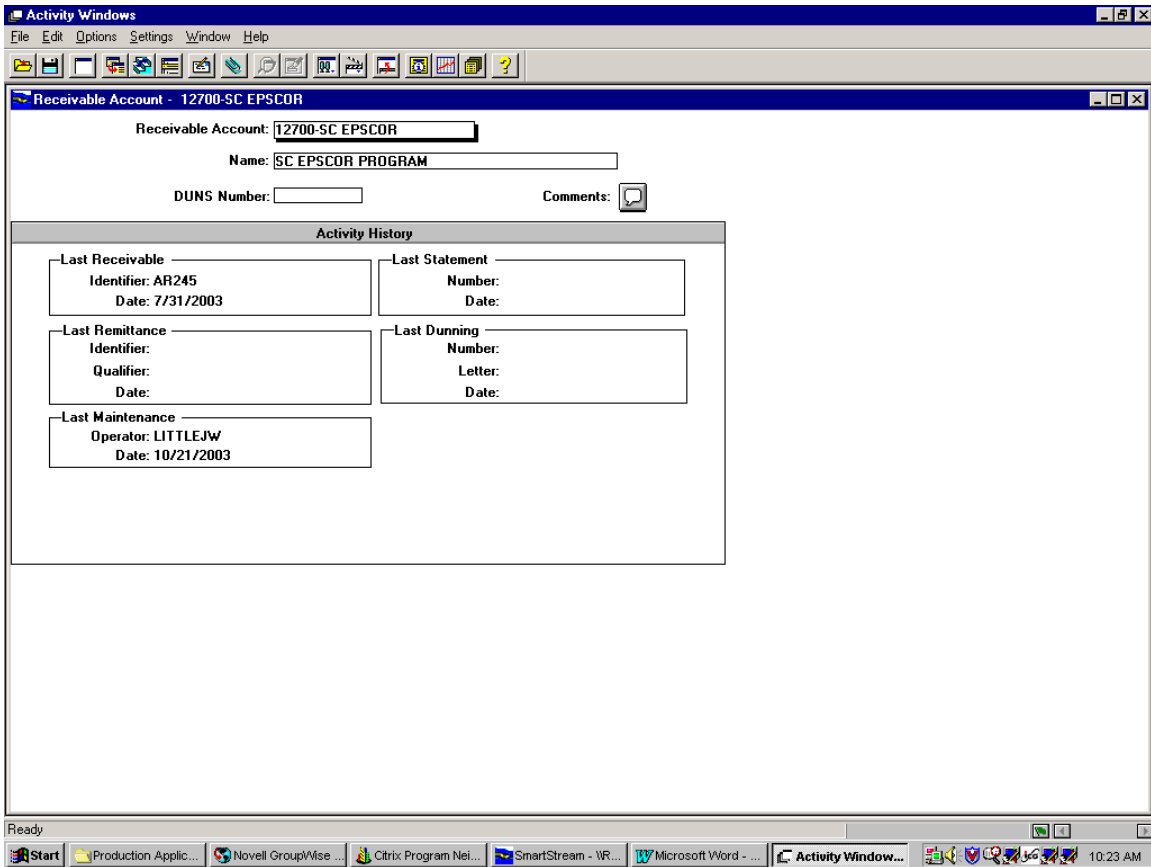 Activity Windows
File Edit Options Settings Window Help
Receivable Account - 12700-SC EPSCOR
Receivable Account: 12700-SC EPSCOR
Name: SC EPSCOR PROGRAM
DUNS Number: Comments:
Activity History
Last Receivable Last Statement
Identifier: AR245 Number:
Date: 7/31/2003 Date:
Last Remittance Last Dunning
Identifier: Number:
Qualifier: Letter:
Date: Date:
Last Maintenance
Operator: LITTLEJW
Date: 10/21/2003
Ready
Start Production Applic... Novell GroupWise ... Citrix Program Nei... SmartStream - \R... Microsoft Word - ... Activity Window... 10:23 AM